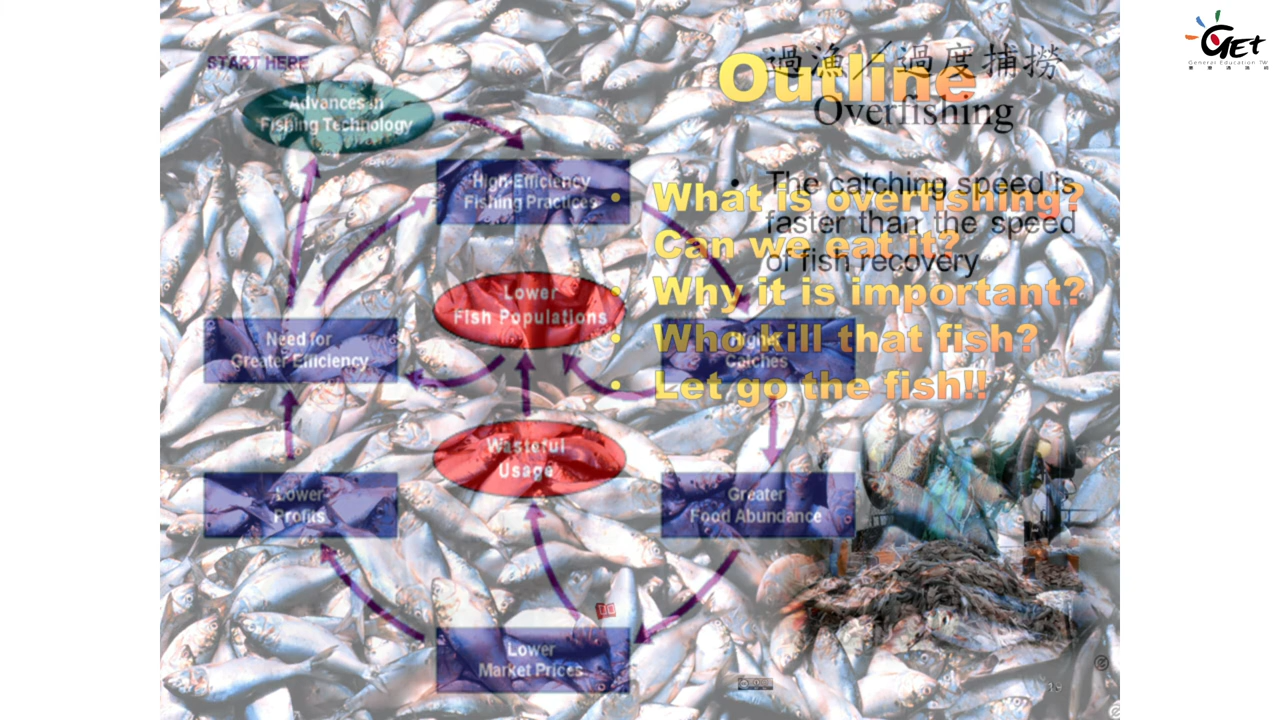 GET
General Education TW
START HERE
Advances in
Fishing Technology
High-Efficiency
Fishing Practices
Lower
Fish Populations
Need for
Greater Efficiency
Higher
Catches
Wasteful
Usage
Lower
Profits
Greater
Food Abundance
Lower
Market Prices
Outline
• What is overfishing?
Can we eat it?
• Why it is important?
• Who kill that fish?
• Let go the fish!!
過漁／過度捕撈
Overfishing
• The catching speed is
faster than the speed
of fish recovery
19